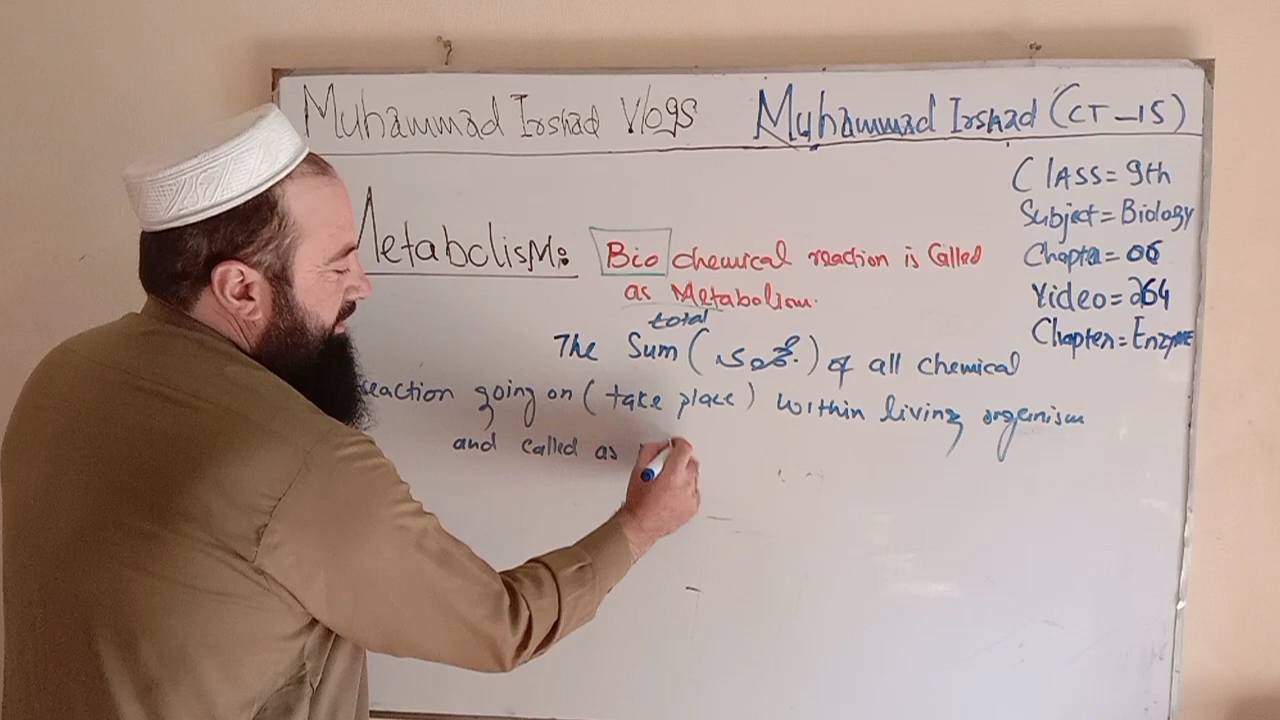 Muhammad Irshad Vlogs Muhammad Irshad (CT-15)
Class = 9th
Subject = Biology
Chapte = 06
Video = 264
Chapter = Enzyme
Metabolism: Bio chemical reaction is Called
as Metabolism.
total
The Sum ( ) of all chemical
reaction going on ( take place ) within living orgenism
and called as